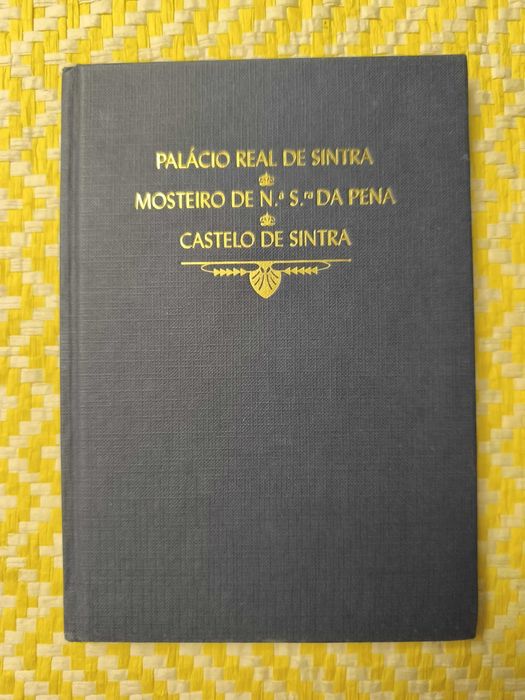 PALÁCIO REAL DE SINTRA
MOSTEIRO DE N.ª S.ra DA PENA
CASTELO DE SINTRA